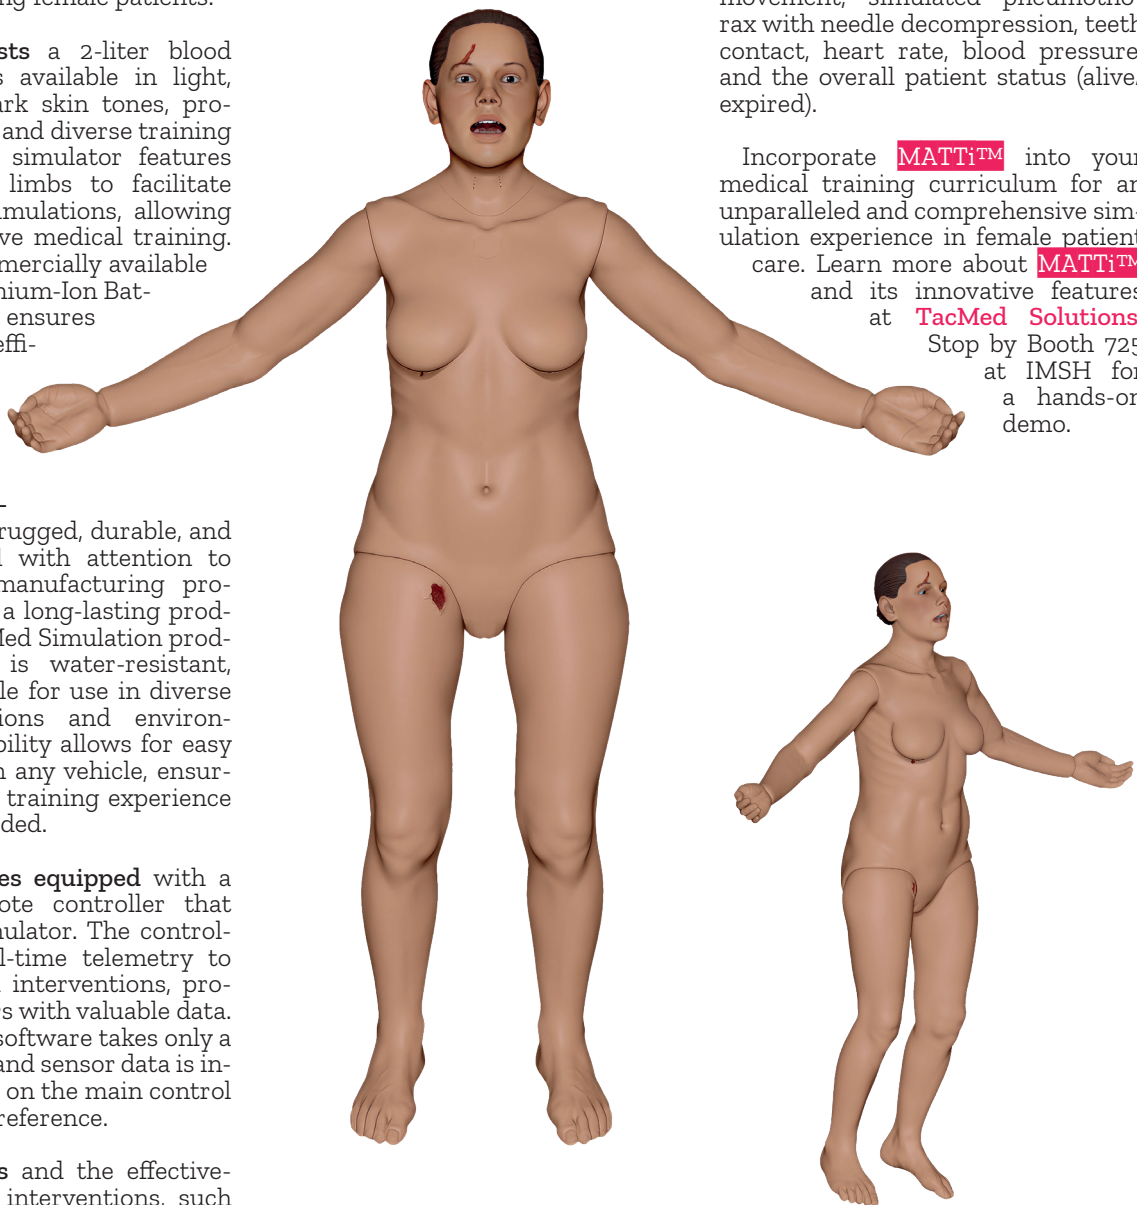 ng female patients.
sts a 2-liter blood
s available in light,
ark skin tones, pro-
and diverse training
simulator features
limbs to facilitate
mulations, allowing
ve medical training.
mercially available
nium-Ion Bat-
ensures
effi-
-
rugged, durable, and
d with attention to
manufacturing pro-
a long-lasting prod-
Med Simulation prod-
is water-resistant,
le for use in diverse
ions and environ-
bility allows for easy
n any vehicle, ensur-
training experience
ded.
es equipped with a
ote controller that
mulator. The control-
l-time telemetry to
interventions, pro-
s with valuable data.
software takes only a
and sensor data is in-
on the main control
reference.
s and the effective-
interventions, such
movement, simulated pneumotho-
rax with needle decompression, teeth
contact, heart rate, blood pressure
and the overall patient status (alive/
expired).
Incorporate MATTi™ into your
medical training curriculum for an
unparalleled and comprehensive sim-
ulation experience in female patient
care. Learn more about MATTi™
and its innovative features
at TacMed Solutions.
Stop by Booth 725
at IMSH for
a hands-on
demo.